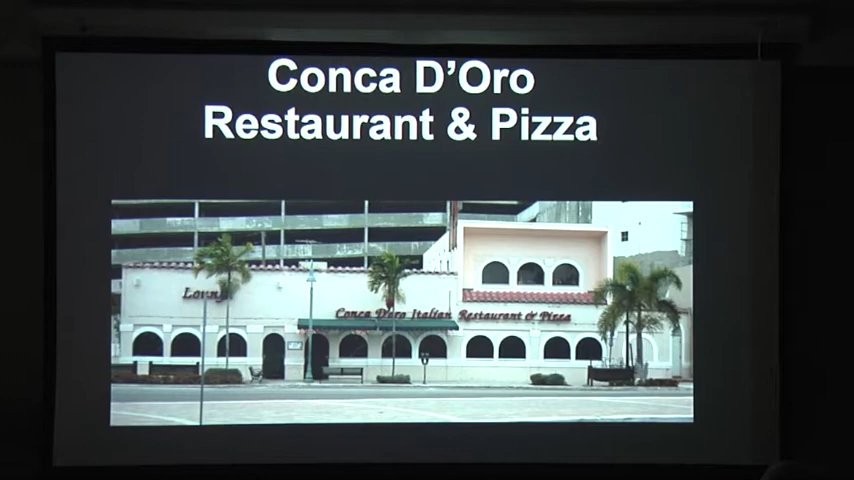 Conca D’Oro
Restaurant & Pizza
Lounge
Conca D'oro Italian Restaurant & Pizza